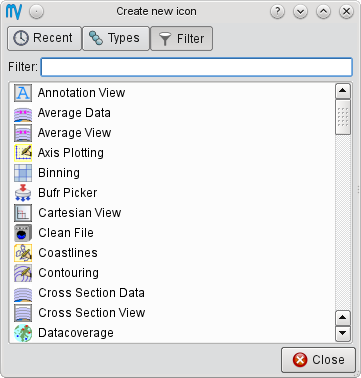 MV Create new icon
Recent Types Filter
Filter:
Annotation View
Average Data
Average View
Axis Plotting
Binning
Bufr Picker
Cartesian View
Clean File
Coastlines
Contouring
Cross Section Data
Cross Section View
Datacoverage
Close